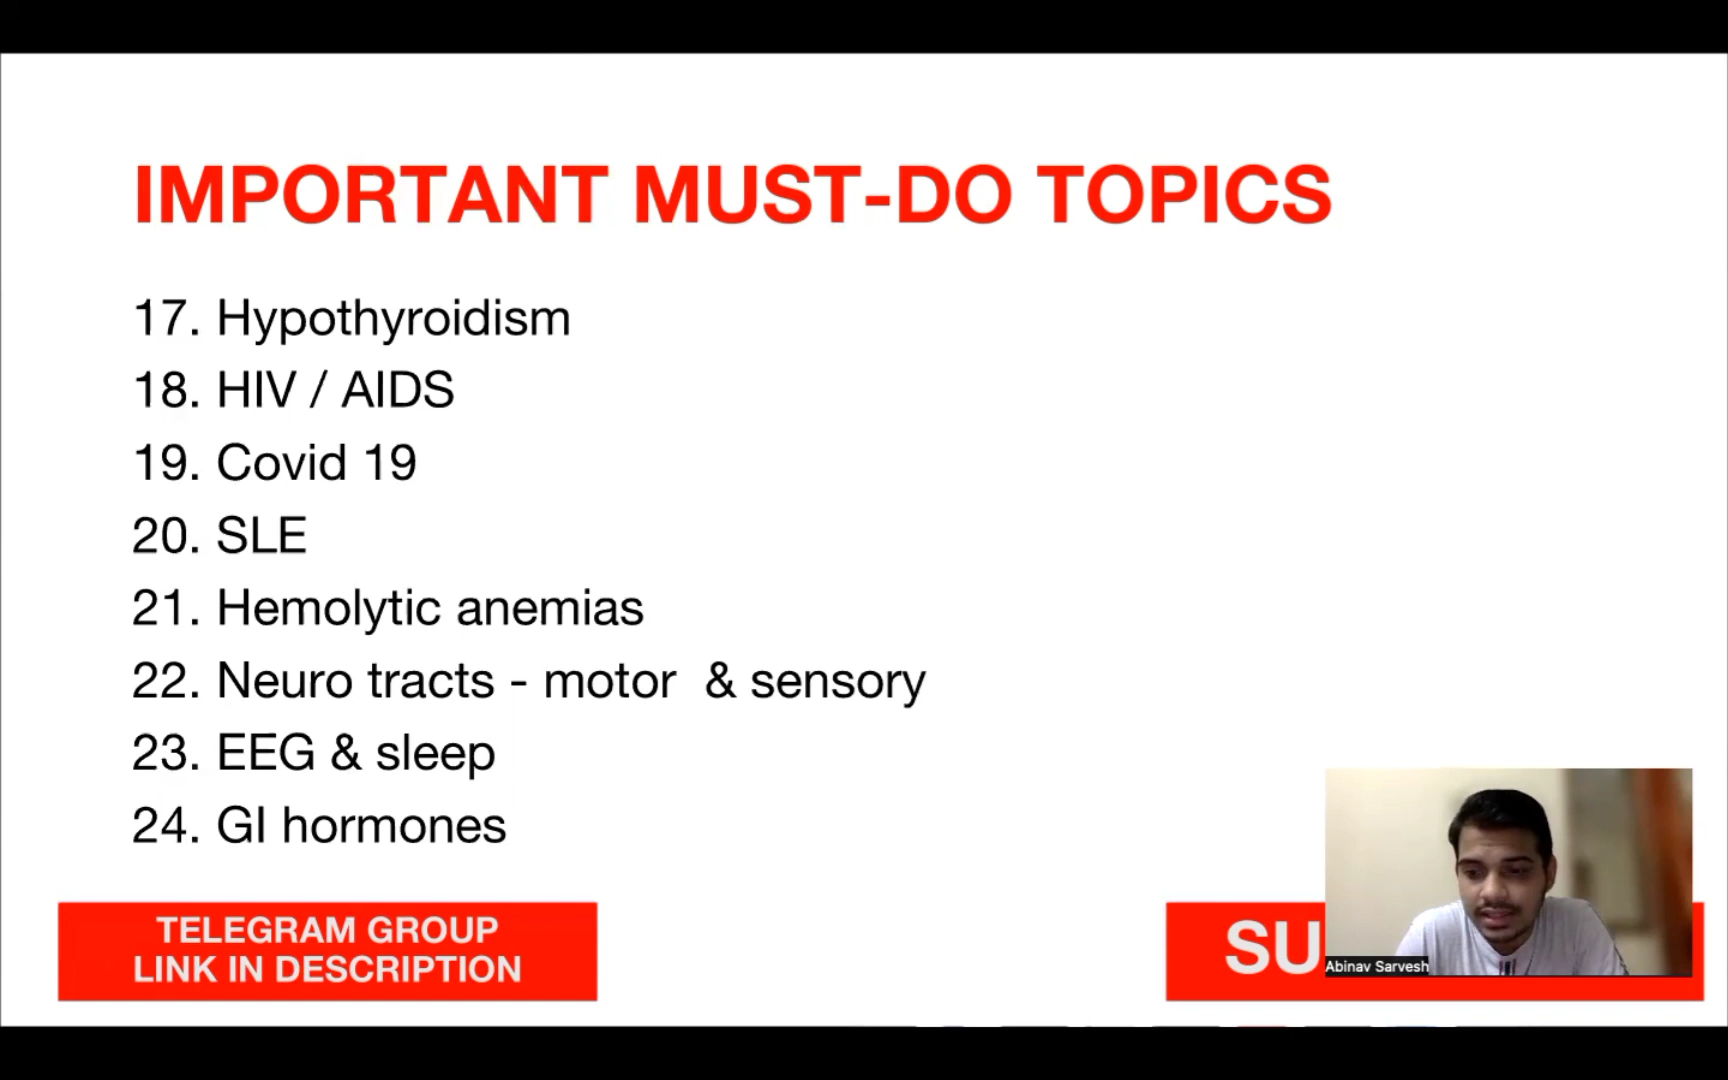 IMPORTANT MUST-DO TOPICS
17. Hypothyroidism
18. HIV / AIDS
19. Covid 19
20. SLE
21. Hemolytic anemias
22. Neuro tracts - motor  & sensory
23. EEG & sleep
24. GI hormones
TELEGRAM GROUP
LINK IN DESCRIPTION
SU
Abinav Sarvesh